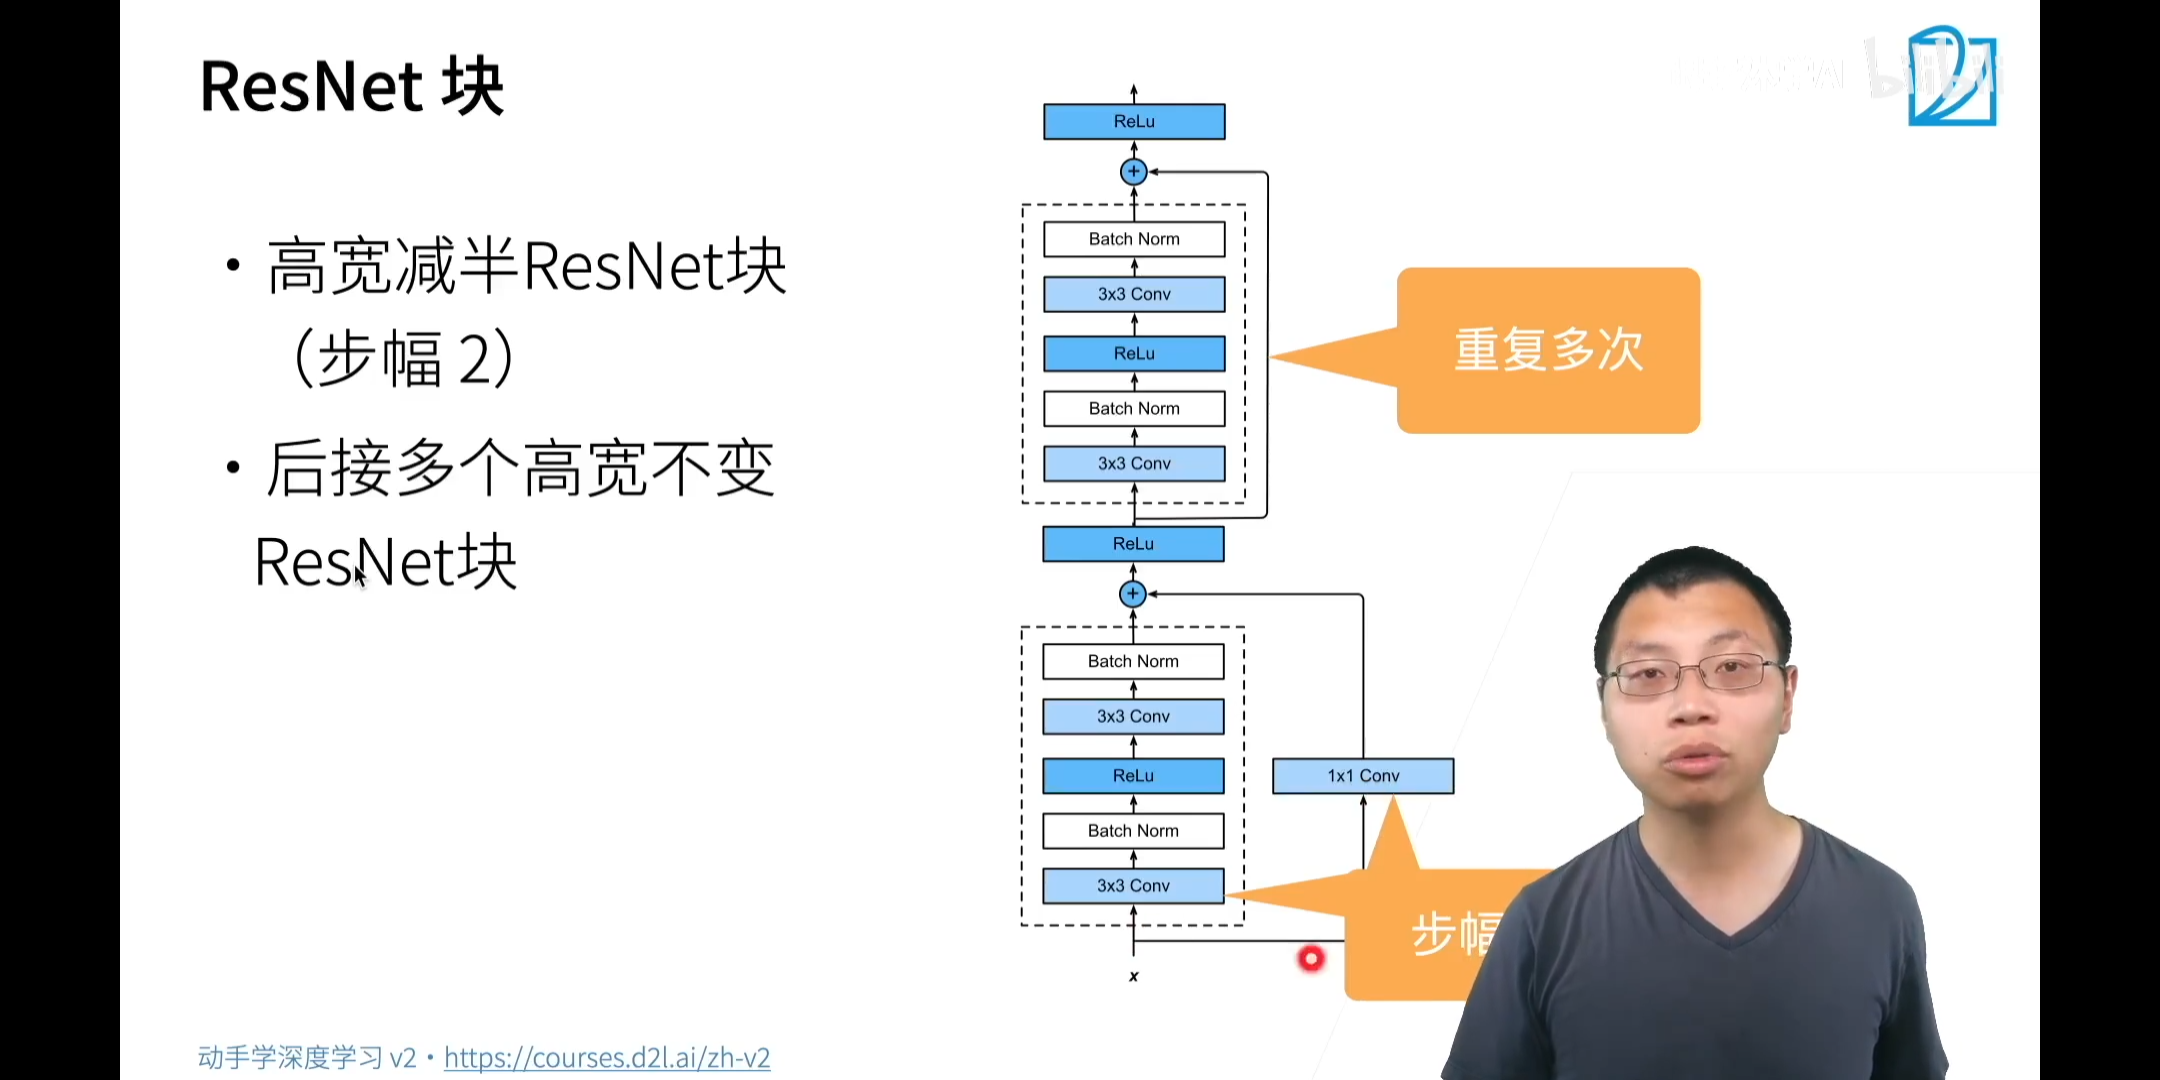 ResNet 块
• 高宽减半ResNet块
（步幅 2）
• 后接多个高宽不变
ResNet块
ReLu
+
Batch Norm
3x3 Conv
ReLu
Batch Norm
3x3 Conv
重复多次
ReLu
+
Batch Norm
3x3 Conv
ReLu
Batch Norm
3x3 Conv
1x1 Conv
步幅
x
动手学深度学习 v2 • https://courses.d2l.ai/zh-v2
bilibili